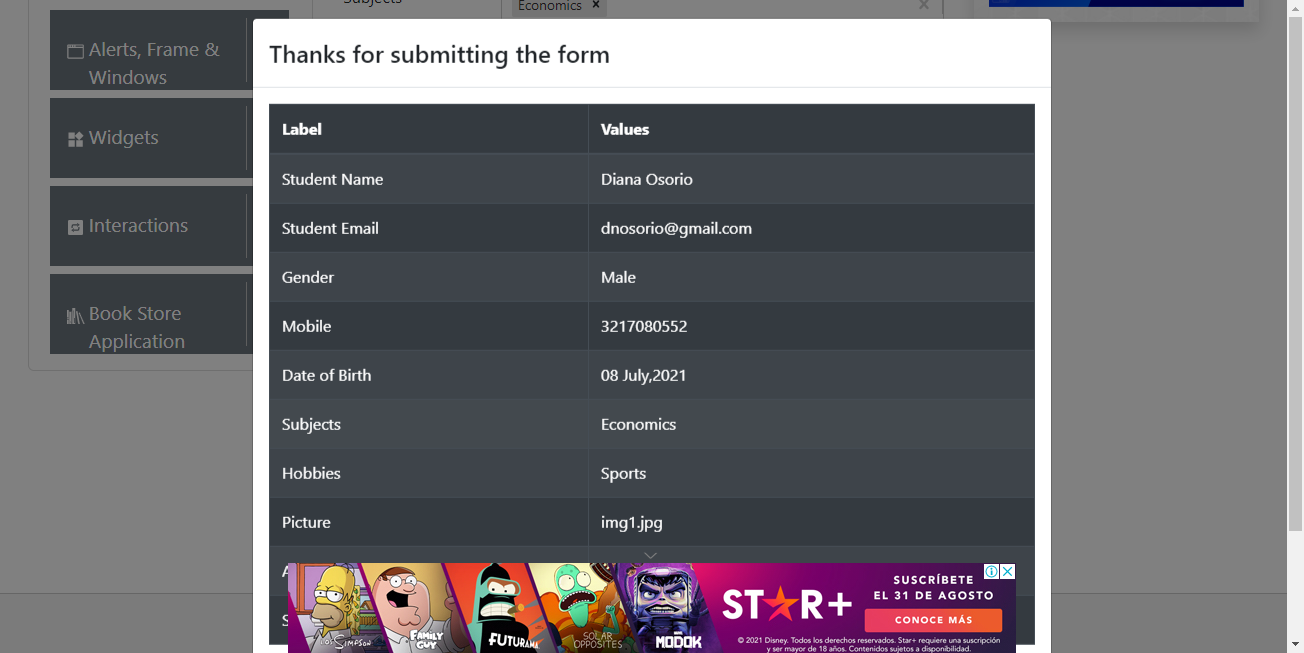 Subjects
Economics ×
Alerts, Frame &
Windows
Widgets
Interactions
Book Store
Application
Thanks for submitting the form
Label Values
Student Name Diana Osorio
Student Email dnosorio@gmail.com
Gender Male
Mobile 3217080552
Date of Birth 08 July,2021
Subjects Economics
Hobbies Sports
Picture img1.jpg
A
S
LOS SIMPSON
FAMILY GUY
FUTURAMA
SOLAR OPPOSITES
MODOK
STAR+
SUSCRÍBETE
EL 31 DE AGOSTO
CONOCE MÁS
© 2021 Disney. Todos los derechos reservados. Star+ requiere una suscripción
y ser mayor de 18 años. Contenidos sujetos a disponibilidad.